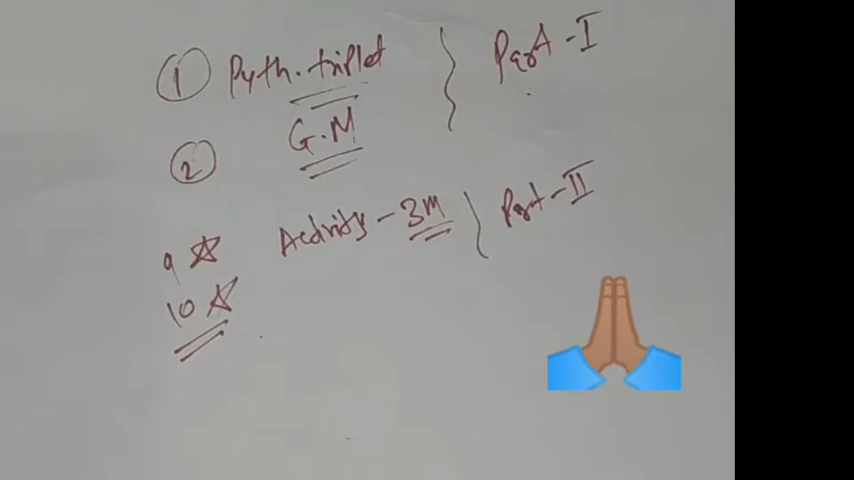 1 Pyth. triplet } Part - I
2 G.M
9 ☆ Activity - 3M } Part - II
10 ☆